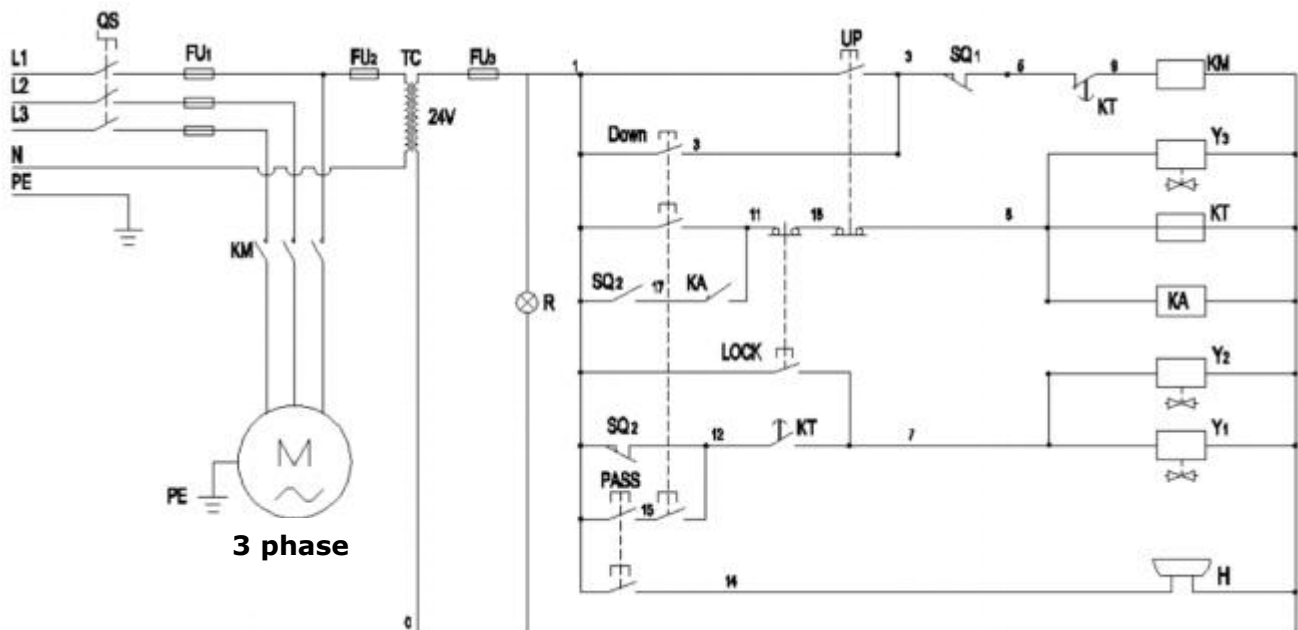 QS
L1 FU1 FU2 TC FU3 1 UP 3 SQ1 5 9 KM
KT
L2
L3 24V
Down 3 Y3
N
PE
11 15 KT
KM
SQ2 17 KA KA
R
LOCK Y2
SQ2 12 KT 7 Y1
M
PASS
PE 15
3 phase
14 H
0